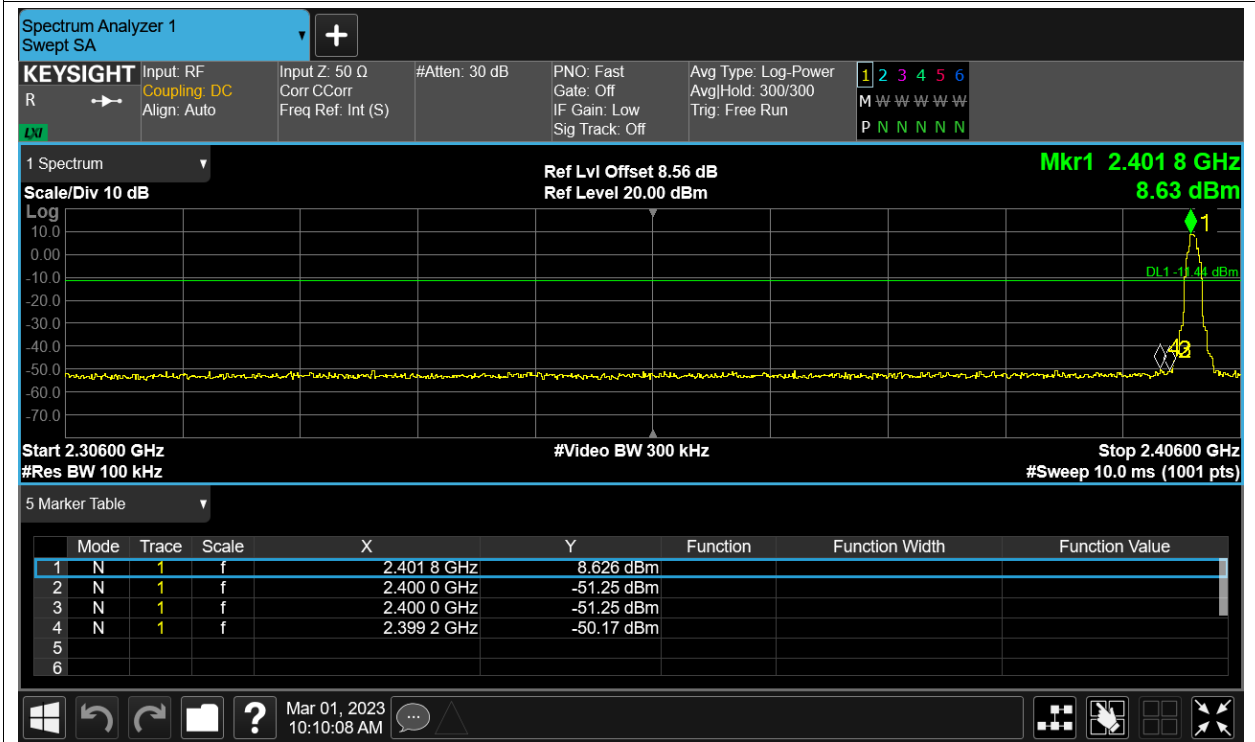 Spectrum Analyzer 1
Swept SA
KEYSIGHT
R
LXI
Input: RF
Coupling: DC
Align: Auto
Input Z: 50 Ω
Corr CCorr
Freq Ref: Int (S)
#Atten: 30 dB
PNO: Fast
Gate: Off
IF Gain: Low
Sig Track: Off
Avg Type: Log-Power
Avg|Hold: 300/300
Trig: Free Run
1 2 3 4 5 6
M W W W W W
P N N N N N
1 Spectrum
Scale/Div 10 dB
Ref Lvl Offset 8.56 dB
Ref Level 20.00 dBm
Mkr1 2.401 8 GHz
8.63 dBm
Log
10.0
0.00
-10.0
-20.0
-30.0
-40.0
-50.0
-60.0
-70.0
1
DL1 -11.44 dBm
Start 2.30600 GHz
#Res BW 100 kHz
#Video BW 300 kHz
Stop 2.40600 GHz
#Sweep 10.0 ms (1001 pts)
5 Marker Table
Mode Trace Scale X Y Function Function Width Function Value
1 N 1 f 2.401 8 GHz 8.626 dBm
2 N 1 f 2.400 0 GHz -51.25 dBm
3 N 1 f 2.400 0 GHz -51.25 dBm
4 N 1 f 2.399 2 GHz -50.17 dBm
5
6
?
Mar 01, 2023
10:10:08 AM